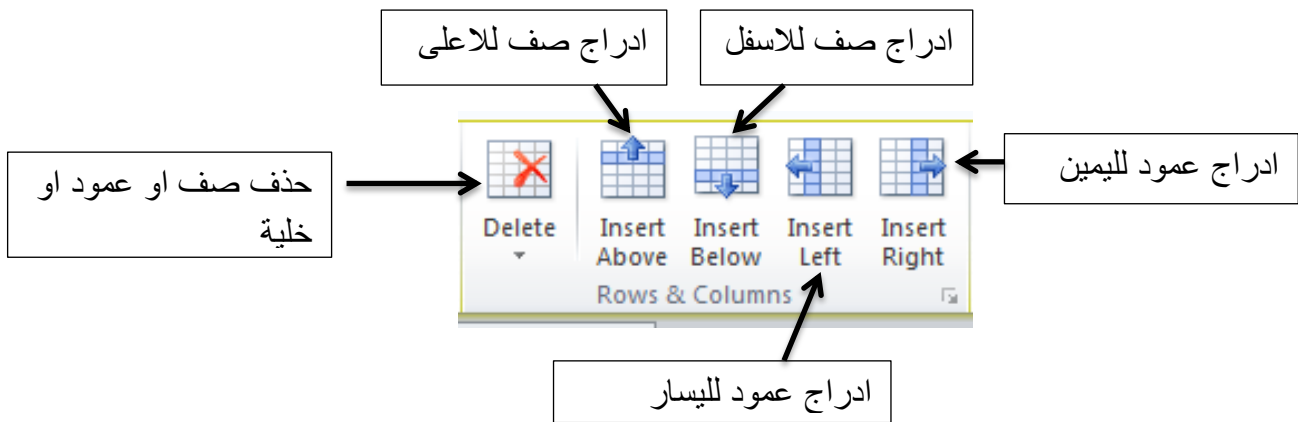 ادراج صف للاعلى
ادراج صف للاسفل
ادراج عمود لليمين
حذف صف او عمود او
خلية
Delete
Insert
Above
Insert
Below
Insert
Left
Insert
Right
Rows & Columns
ادراج عمود لليسار